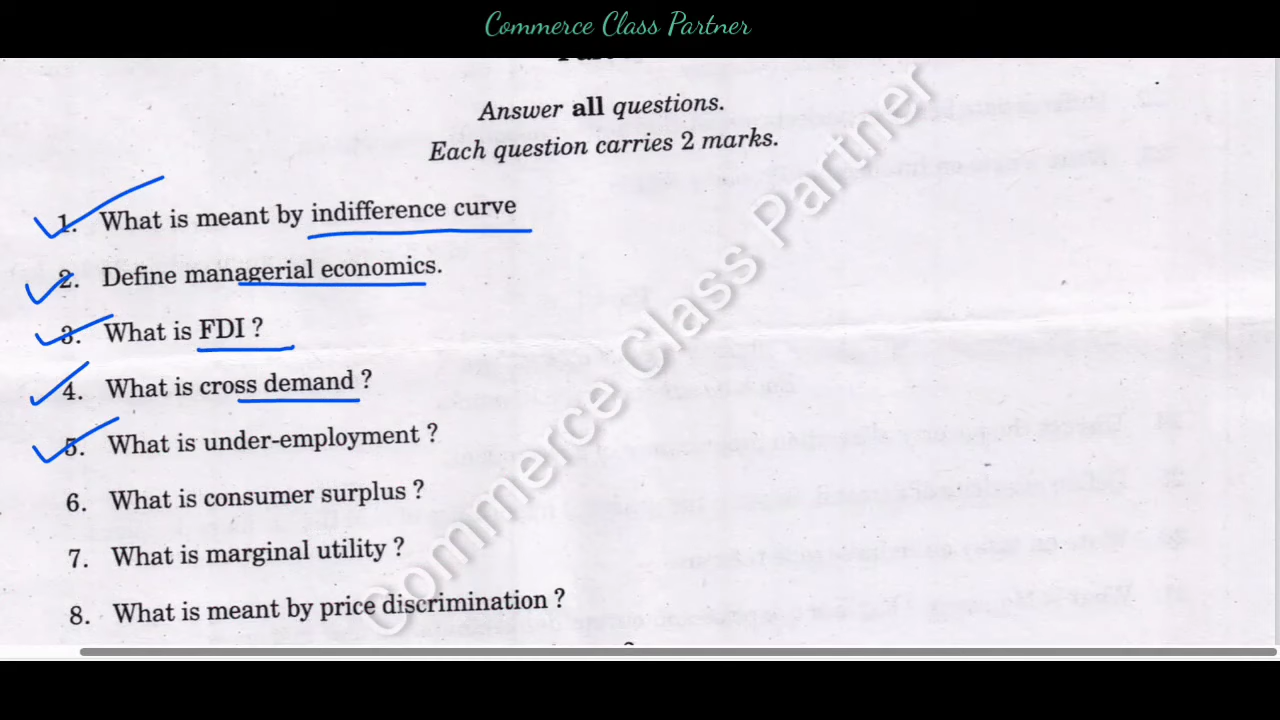 Commerce Class Partner
Answer all questions.
Each question carries 2 marks.
1. What is meant by indifference curve
2. Define managerial economics.
3. What is FDI ?
4. What is cross demand ?
5. What is under-employment ?
6. What is consumer surplus ?
7. What is marginal utility ?
8. What is meant by price discrimination ?
Commerce Class Partner